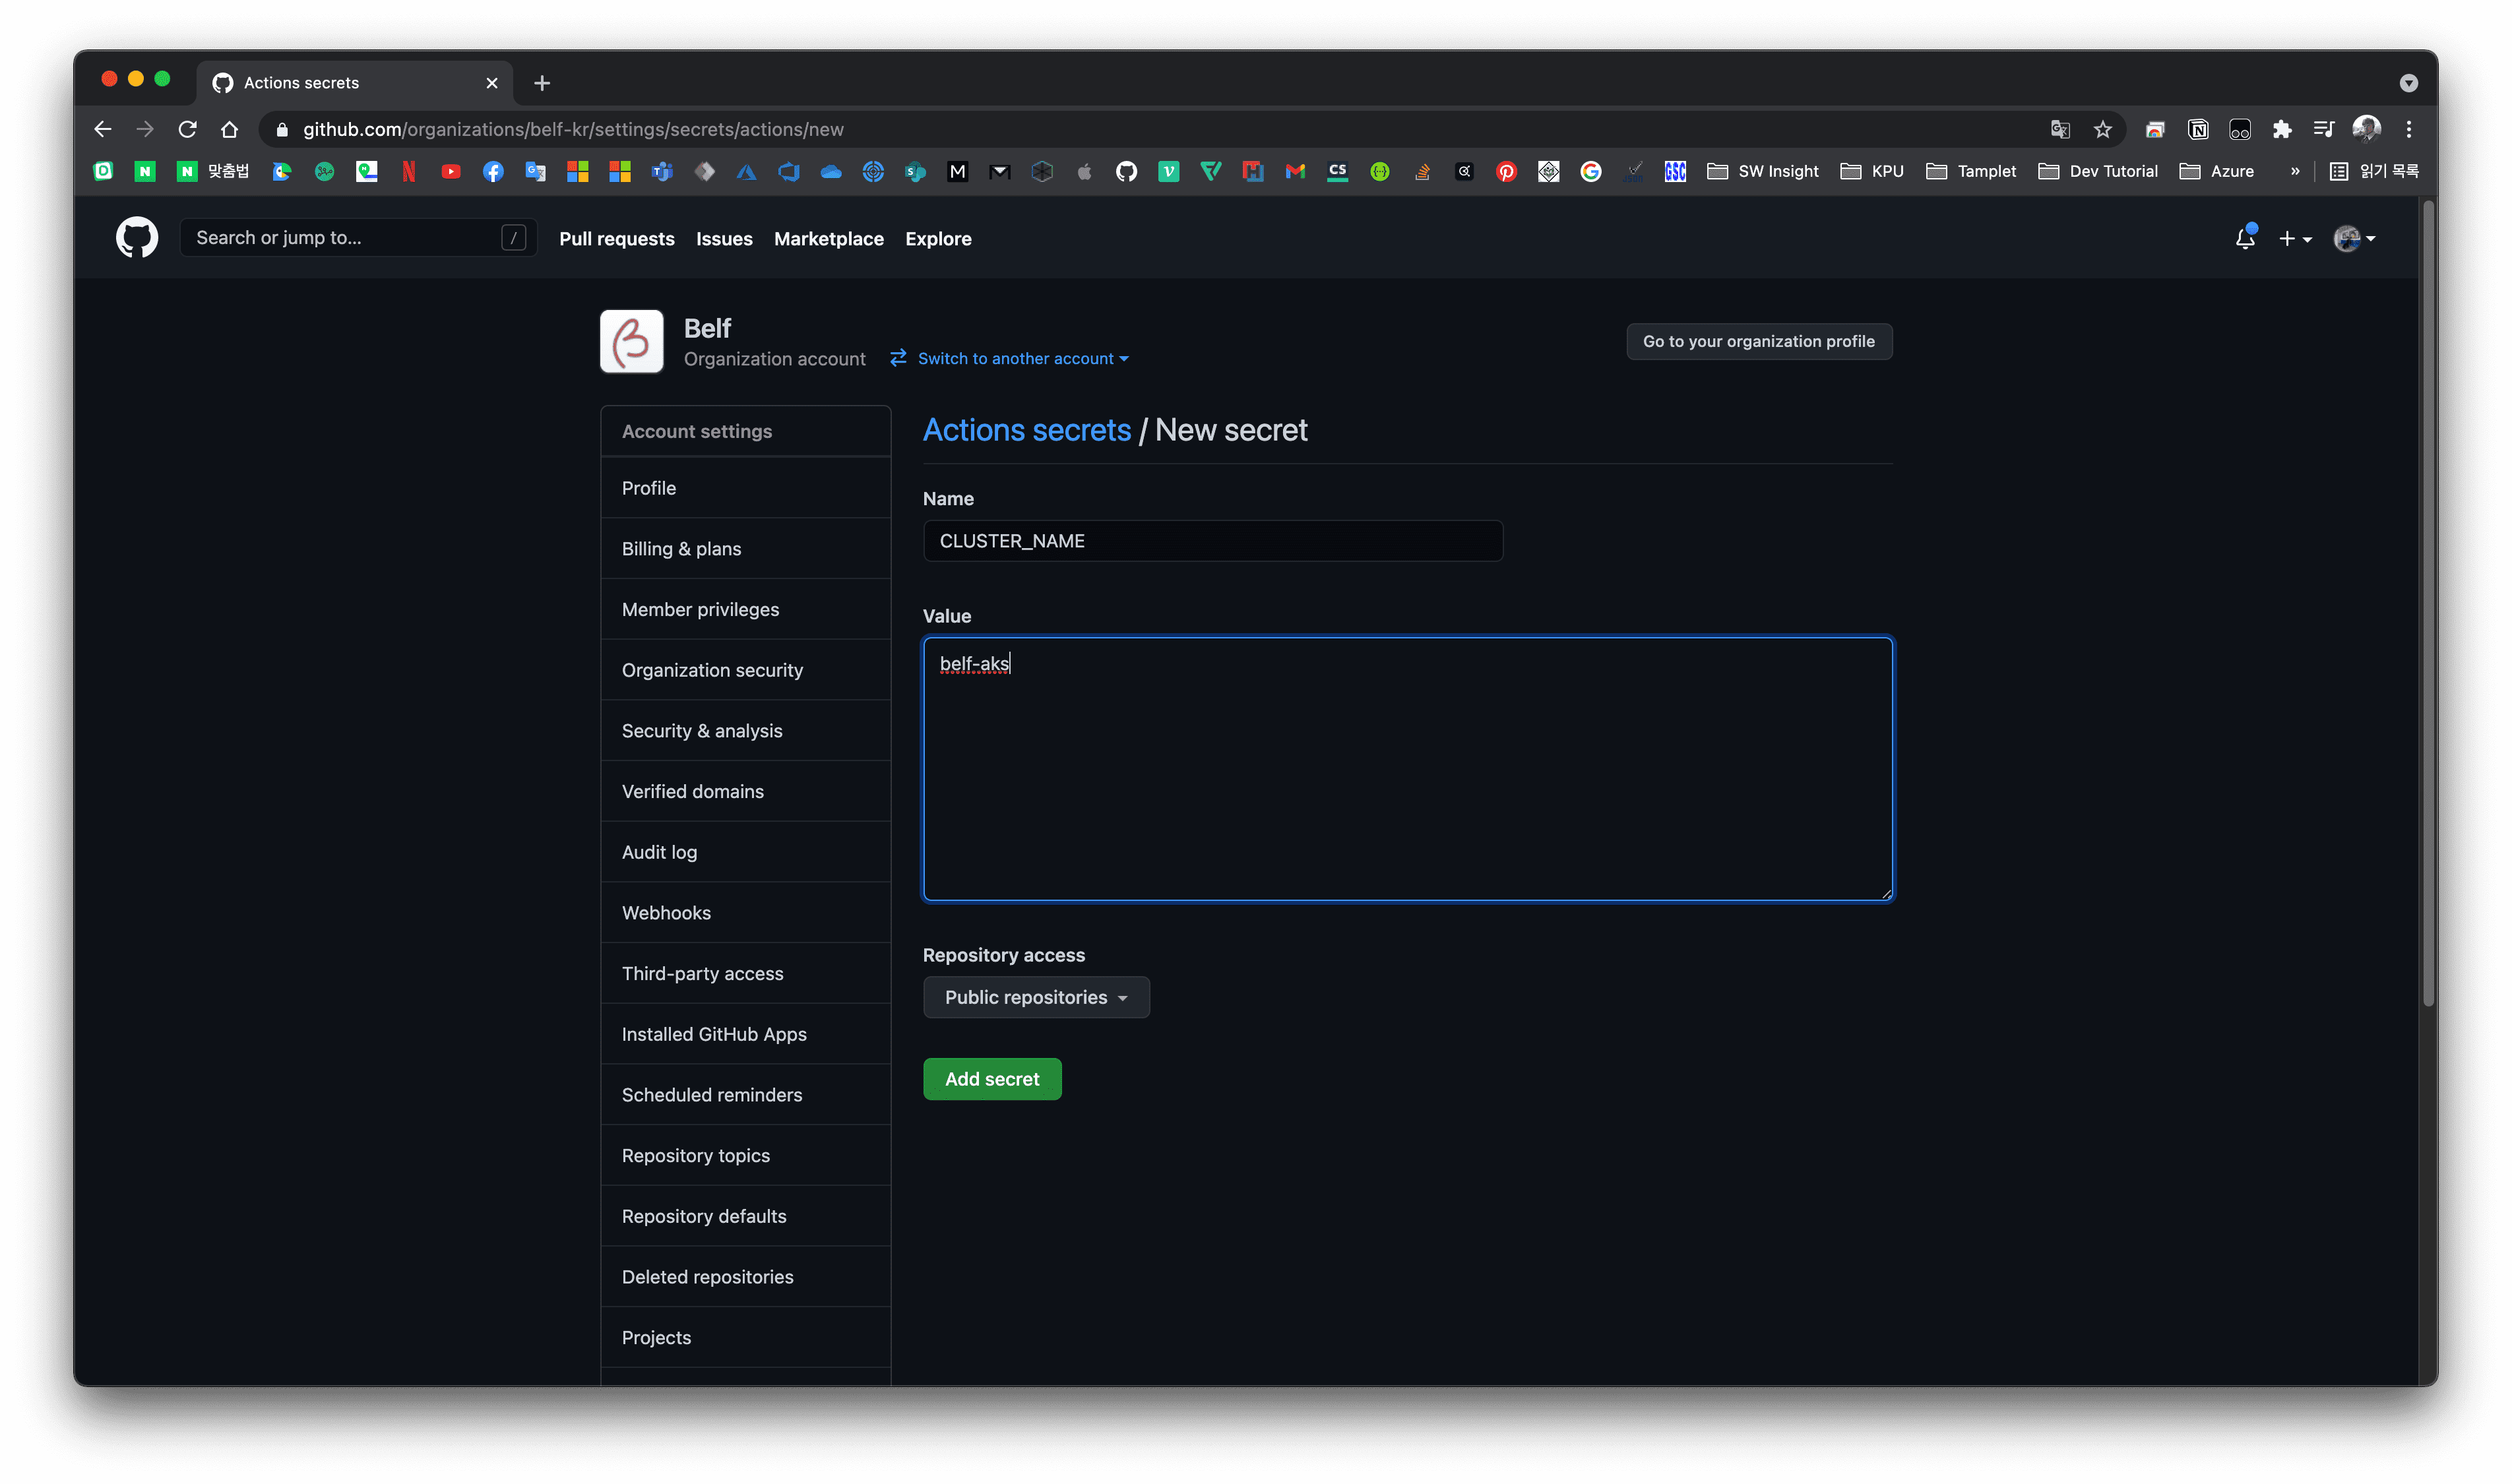 Actions secrets
github.com/organizations/belf-kr/settings/secrets/actions/new
맞춤법
SW Insight
KPU
Tamplet
Dev Tutorial
Azure
»
읽기 목록
Search or jump to...
/
Pull requests
Issues
Marketplace
Explore
Belf
Organization account
Switch to another account
Go to your organization profile
Account settings
Profile
Billing & plans
Member privileges
Organization security
Security & analysis
Verified domains
Audit log
Webhooks
Third-party access
Installed GitHub Apps
Scheduled reminders
Repository topics
Repository defaults
Deleted repositories
Projects
Actions secrets / New secret
Name
CLUSTER_NAME
Value
belf-aks
Repository access
Public repositories
Add secret